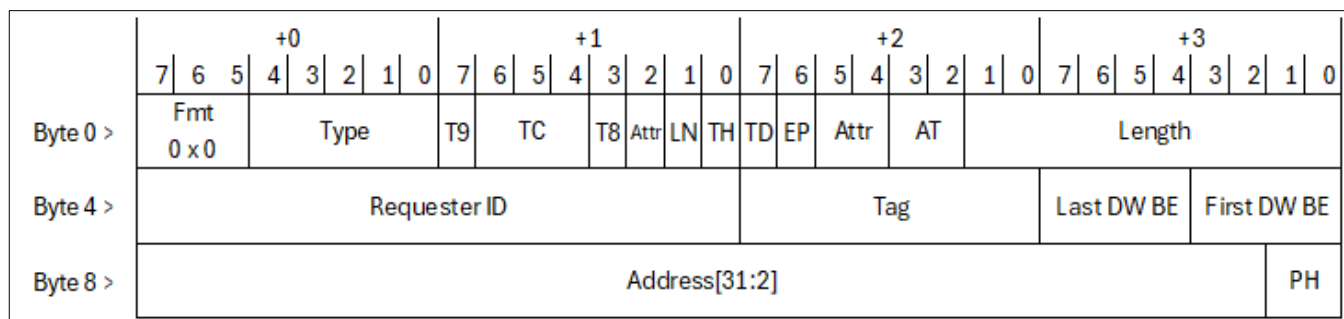 +0 +1 +2 +3
7 6 5 4 3 2 1 0 7 6 5 4 3 2 1 0 7 6 5 4 3 2 1 0 7 6 5 4 3 2 1 0
Byte 0 > Fmt 0 x 0 Type T9 TC T8 Attr LN TH TD EP Attr AT Length
Byte 4 > Requester ID Tag Last DW BE First DW BE
Byte 8 > Address[31:2] PH